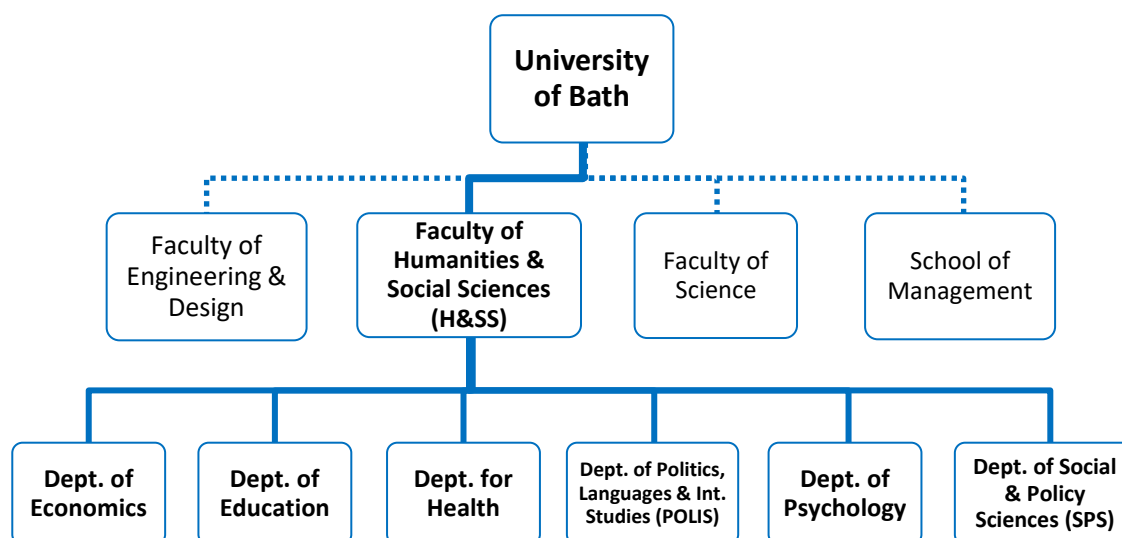 University
of Bath
Faculty of
Engineering &
Design
Faculty of
Humanities &
Social Sciences
(H&SS)
Faculty of
Science
School of
Management
Dept. of
Economics
Dept. of
Education
Dept. for
Health
Dept. of Politics,
Languages & Int.
Studies (POLIS)
Dept. of
Psychology
Dept. of Social
& Policy
Sciences (SPS)